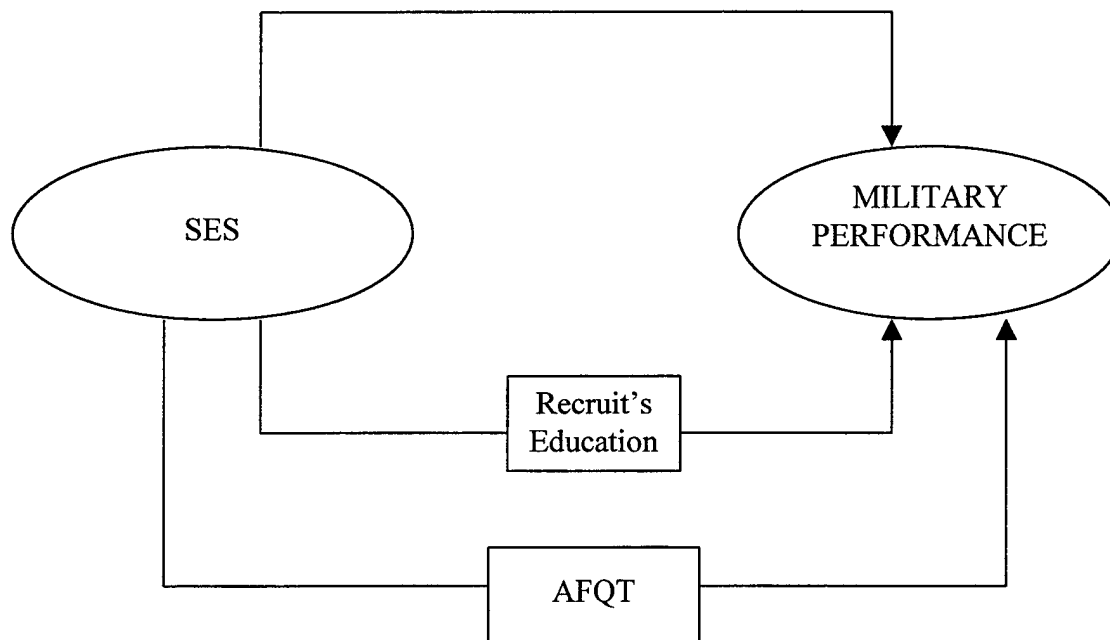 SES
MILITARY
PERFORMANCE
Recruit's
Education
AFQT